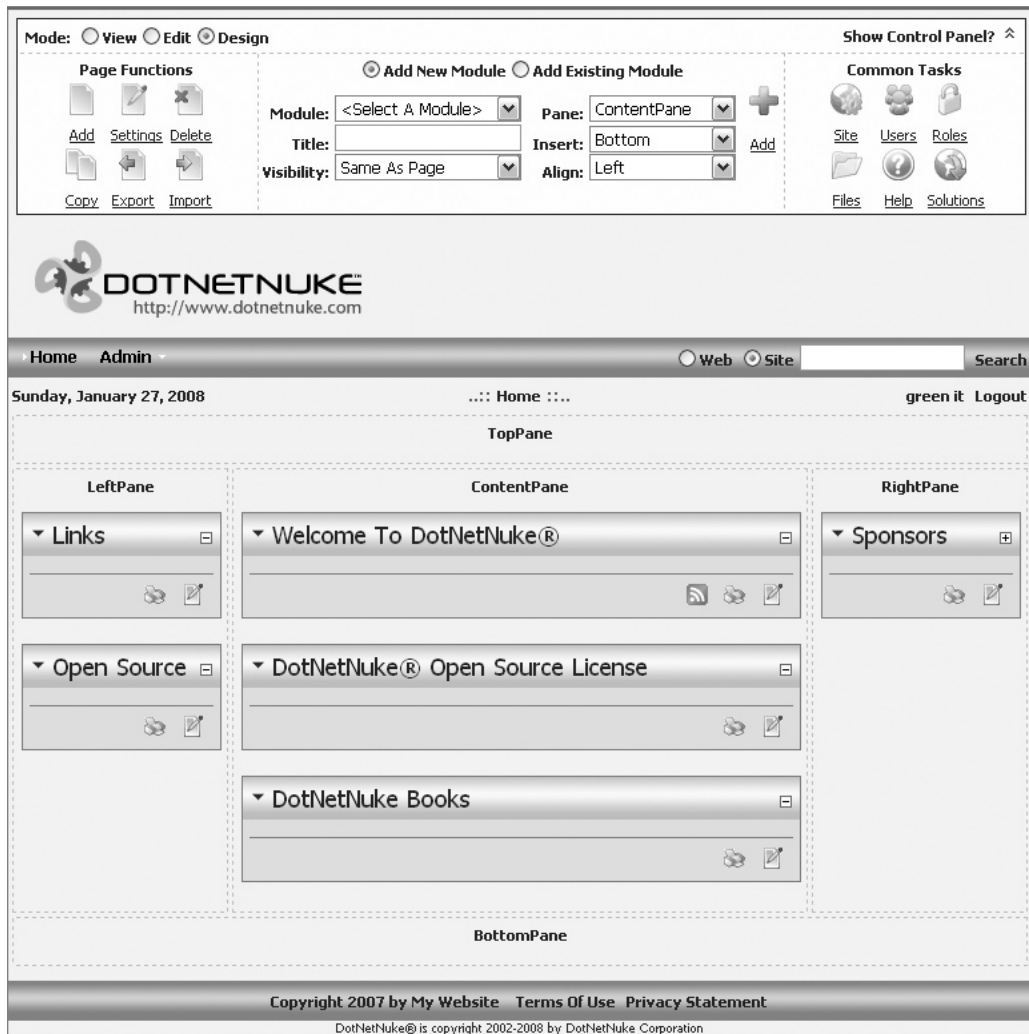 Mode: View Edit Design Show Control Panel?
Page Functions Add New Module Add Existing Module Common Tasks
Module: <Select A Module> Pane: ContentPane
Add Settings Delete Title: Insert: Bottom Add Site Users Roles
Visibility: Same As Page Align: Left
Copy Export Import Files Help Solutions
DOTNETNUKE
http://www.dotnetnuke.com
Home Admin Web Site Search
Sunday, January 27, 2008 ..:: Home ::.. green it Logout
TopPane
LeftPane ContentPane RightPane
Links Welcome To DotNetNuke® Sponsors
Open Source DotNetNuke® Open Source License
DotNetNuke Books
BottomPane
Copyright 2007 by My Website Terms Of Use Privacy Statement
DotNetNuke® is copyright 2002-2008 by DotNetNuke Corporation